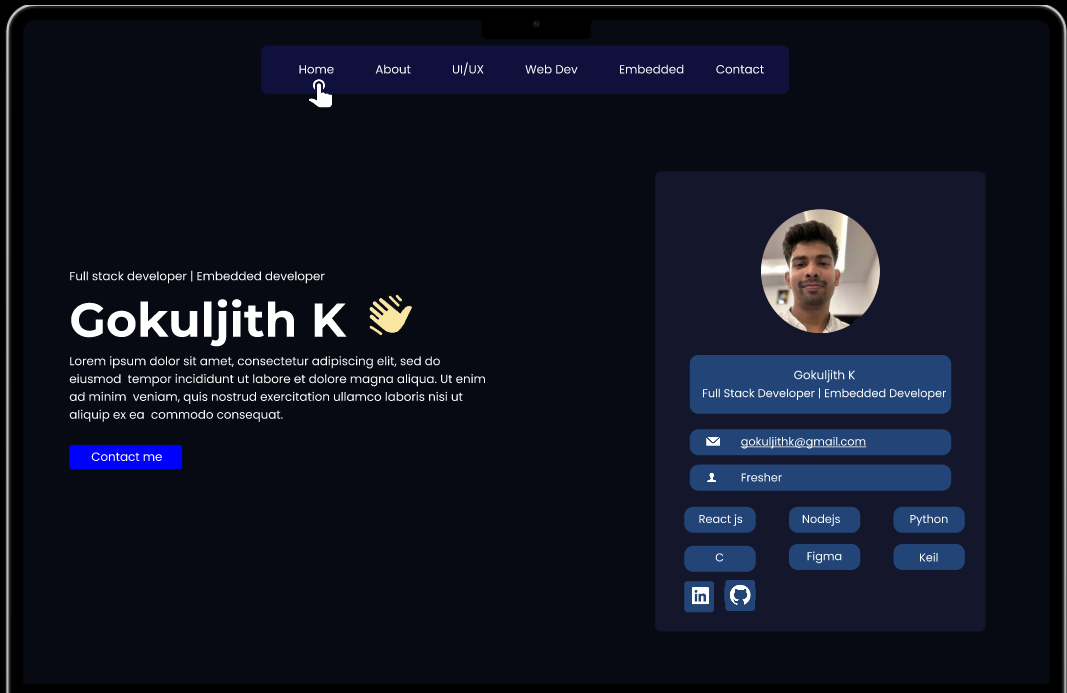 Home About UI/UX Web Dev Embedded Contact
Full stack developer | Embedded developer
Gokuljith K
Lorem ipsum dolor sit amet, consectetur adipiscing elit, sed do
eiusmod tempor incididunt ut labore et dolore magna aliqua. Ut enim
ad minim veniam, quis nostrud exercitation ullamco laboris nisi ut
aliquip ex ea commodo consequat.
Contact me
Gokuljith K
Full Stack Developer | Embedded Developer
gokuljithk@gmail.com
Fresher
React js Nodejs Python
C Figma Keil
in